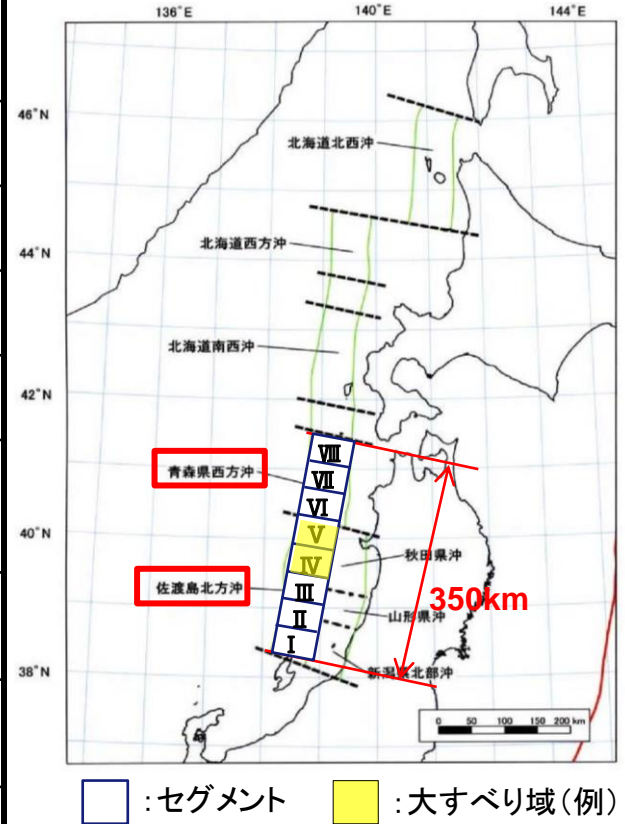 136°E
140°E
144°E
46°N
北海道北西沖
北海道西方沖
44°N
北海道南西沖
42°N
Ⅷ
青森県西方沖
Ⅶ
Ⅵ
40°N
Ⅴ
秋田県沖
Ⅳ
佐渡島北方沖
Ⅲ
350km
山形県沖
Ⅱ
Ⅰ
38°N
新潟県北部沖
0 50 100 150 200 km
:セグメント
:大すべり域(例)